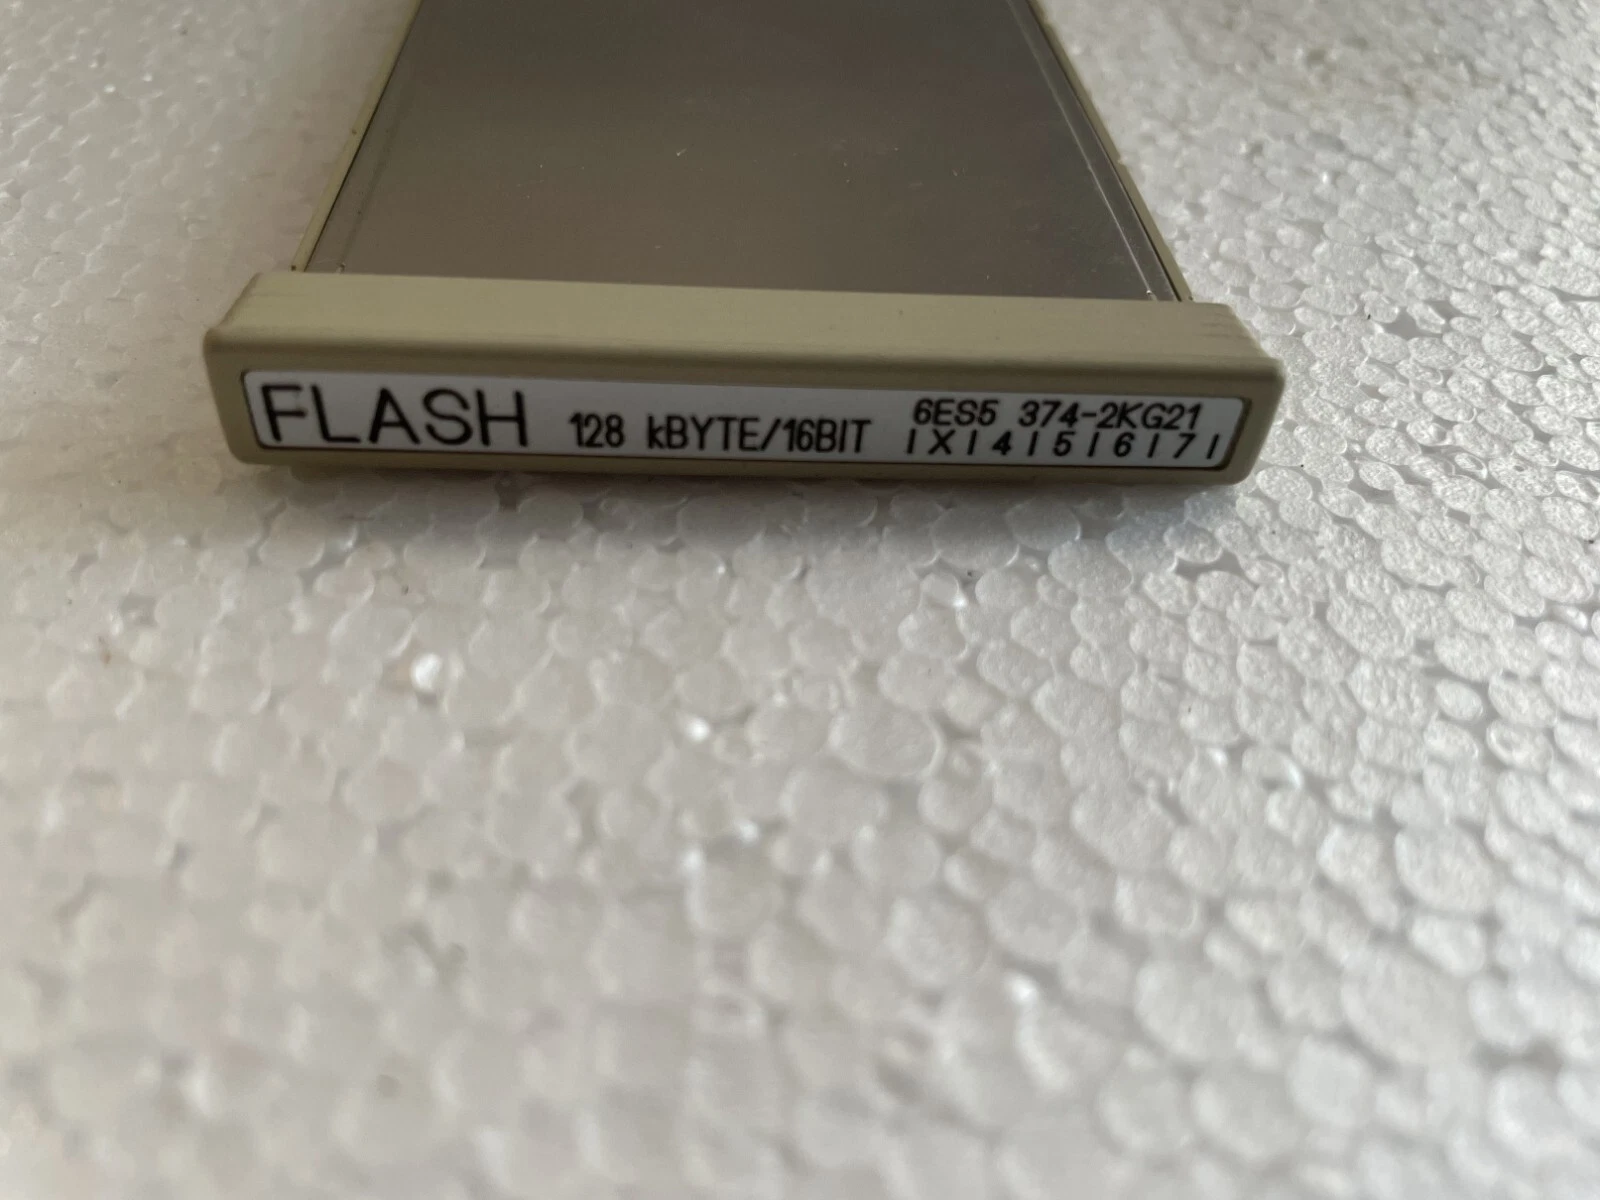 FLASH 128 kBYTE/16BIT 6ES5 374-2KG21
|X|4|5|6|7|